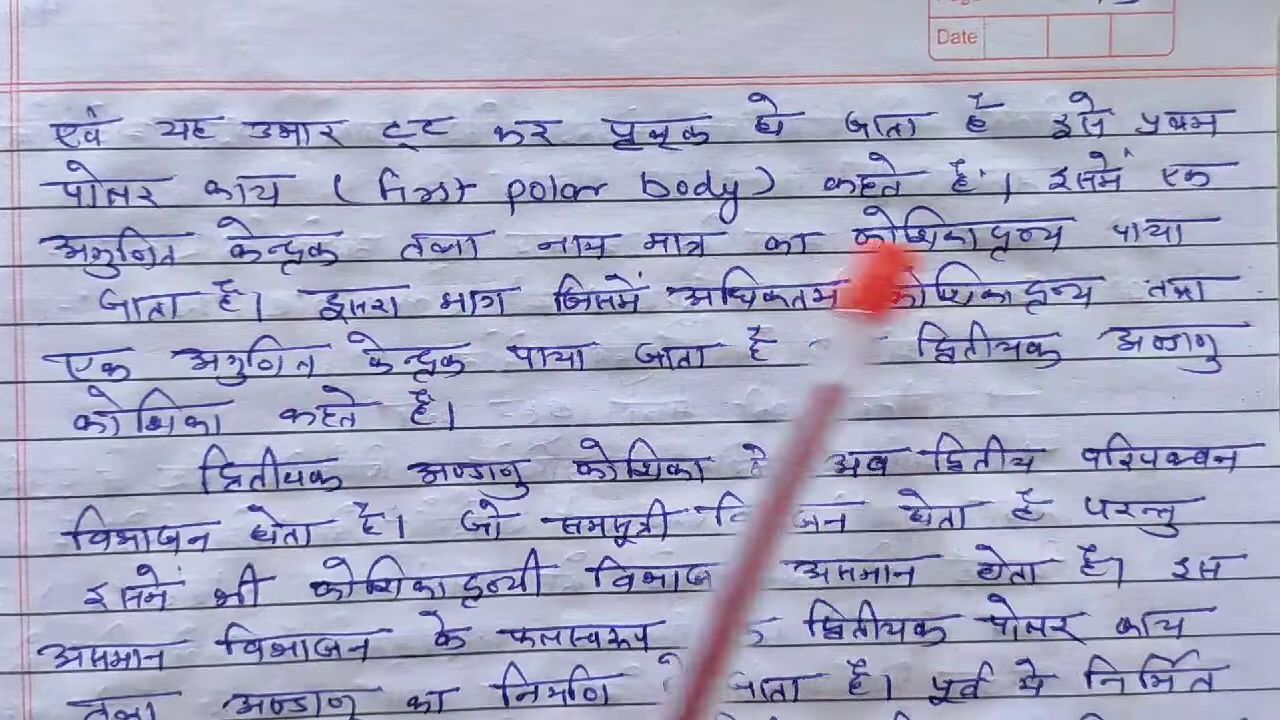 Date
एवं यह उभार टूट कर पृथक हो जाता है इसे प्रथम
पोलर काय (First polar body) कहते हैं। इसमें एक
अगुणित केन्द्रक तथा नाम मात्र का कोशिकाद्रव्य पाया
जाता है। दूसरा भाग जिसमें अधिकतम कोशिकाद्रव्य तथा
एक अगुणित केन्द्रक पाया जाता है द्वितीयक अण्डाणु
कोशिका कहते हैं।
द्वितीयक अण्डाणु कोशिका अब द्वितीय परिपक्वन
विभाजन होता है। जो समसूत्री होता है परन्तु
इसमें भी कोशिकाद्रव्यी विभाजन असमान होता है। इस
असमान विभाजन के फलस्वरूप द्वितीयक पोलर काय
तथा अण्डाणु का निर्माण जाता है। पूर्व में निर्मित